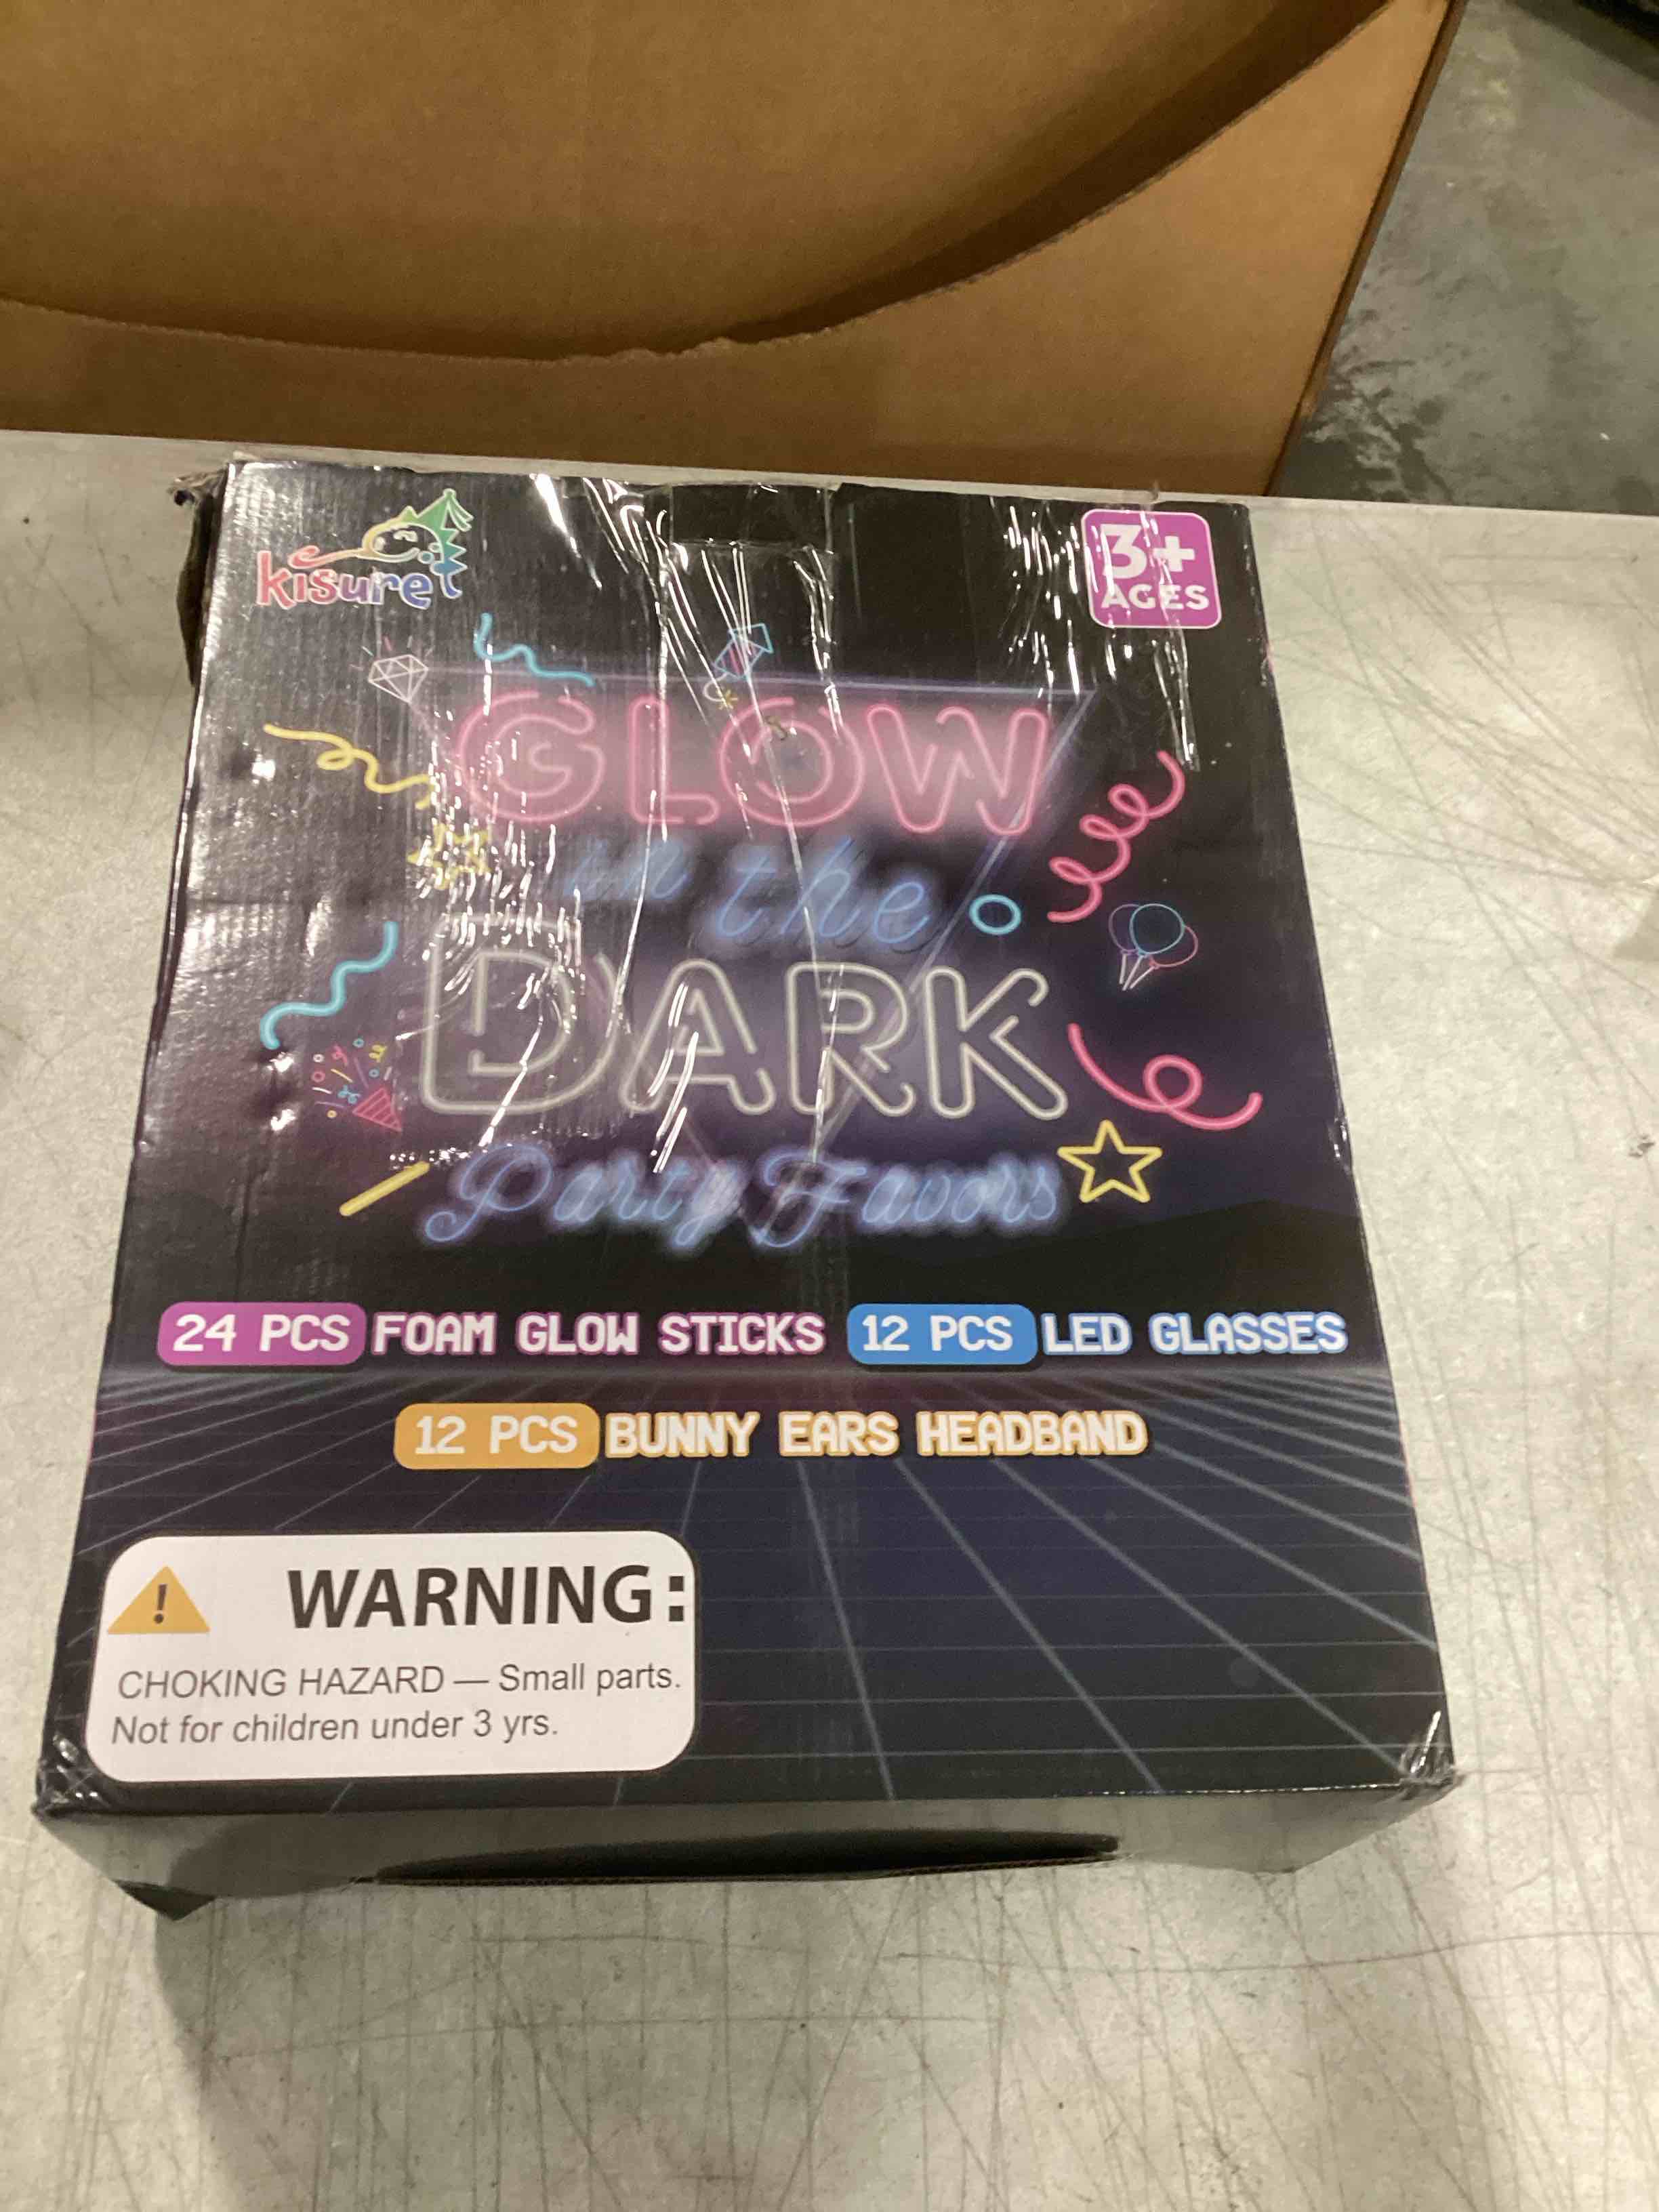 kisure
3+
AGES
GLOW
in the
DARK
Party Favors
24 PCS FOAM GLOW STICKS 12 PCS LED GLASSES
12 PCS BUNNY EARS HEADBAND
WARNING:
CHOKING HAZARD — Small parts.
Not for children under 3 yrs.